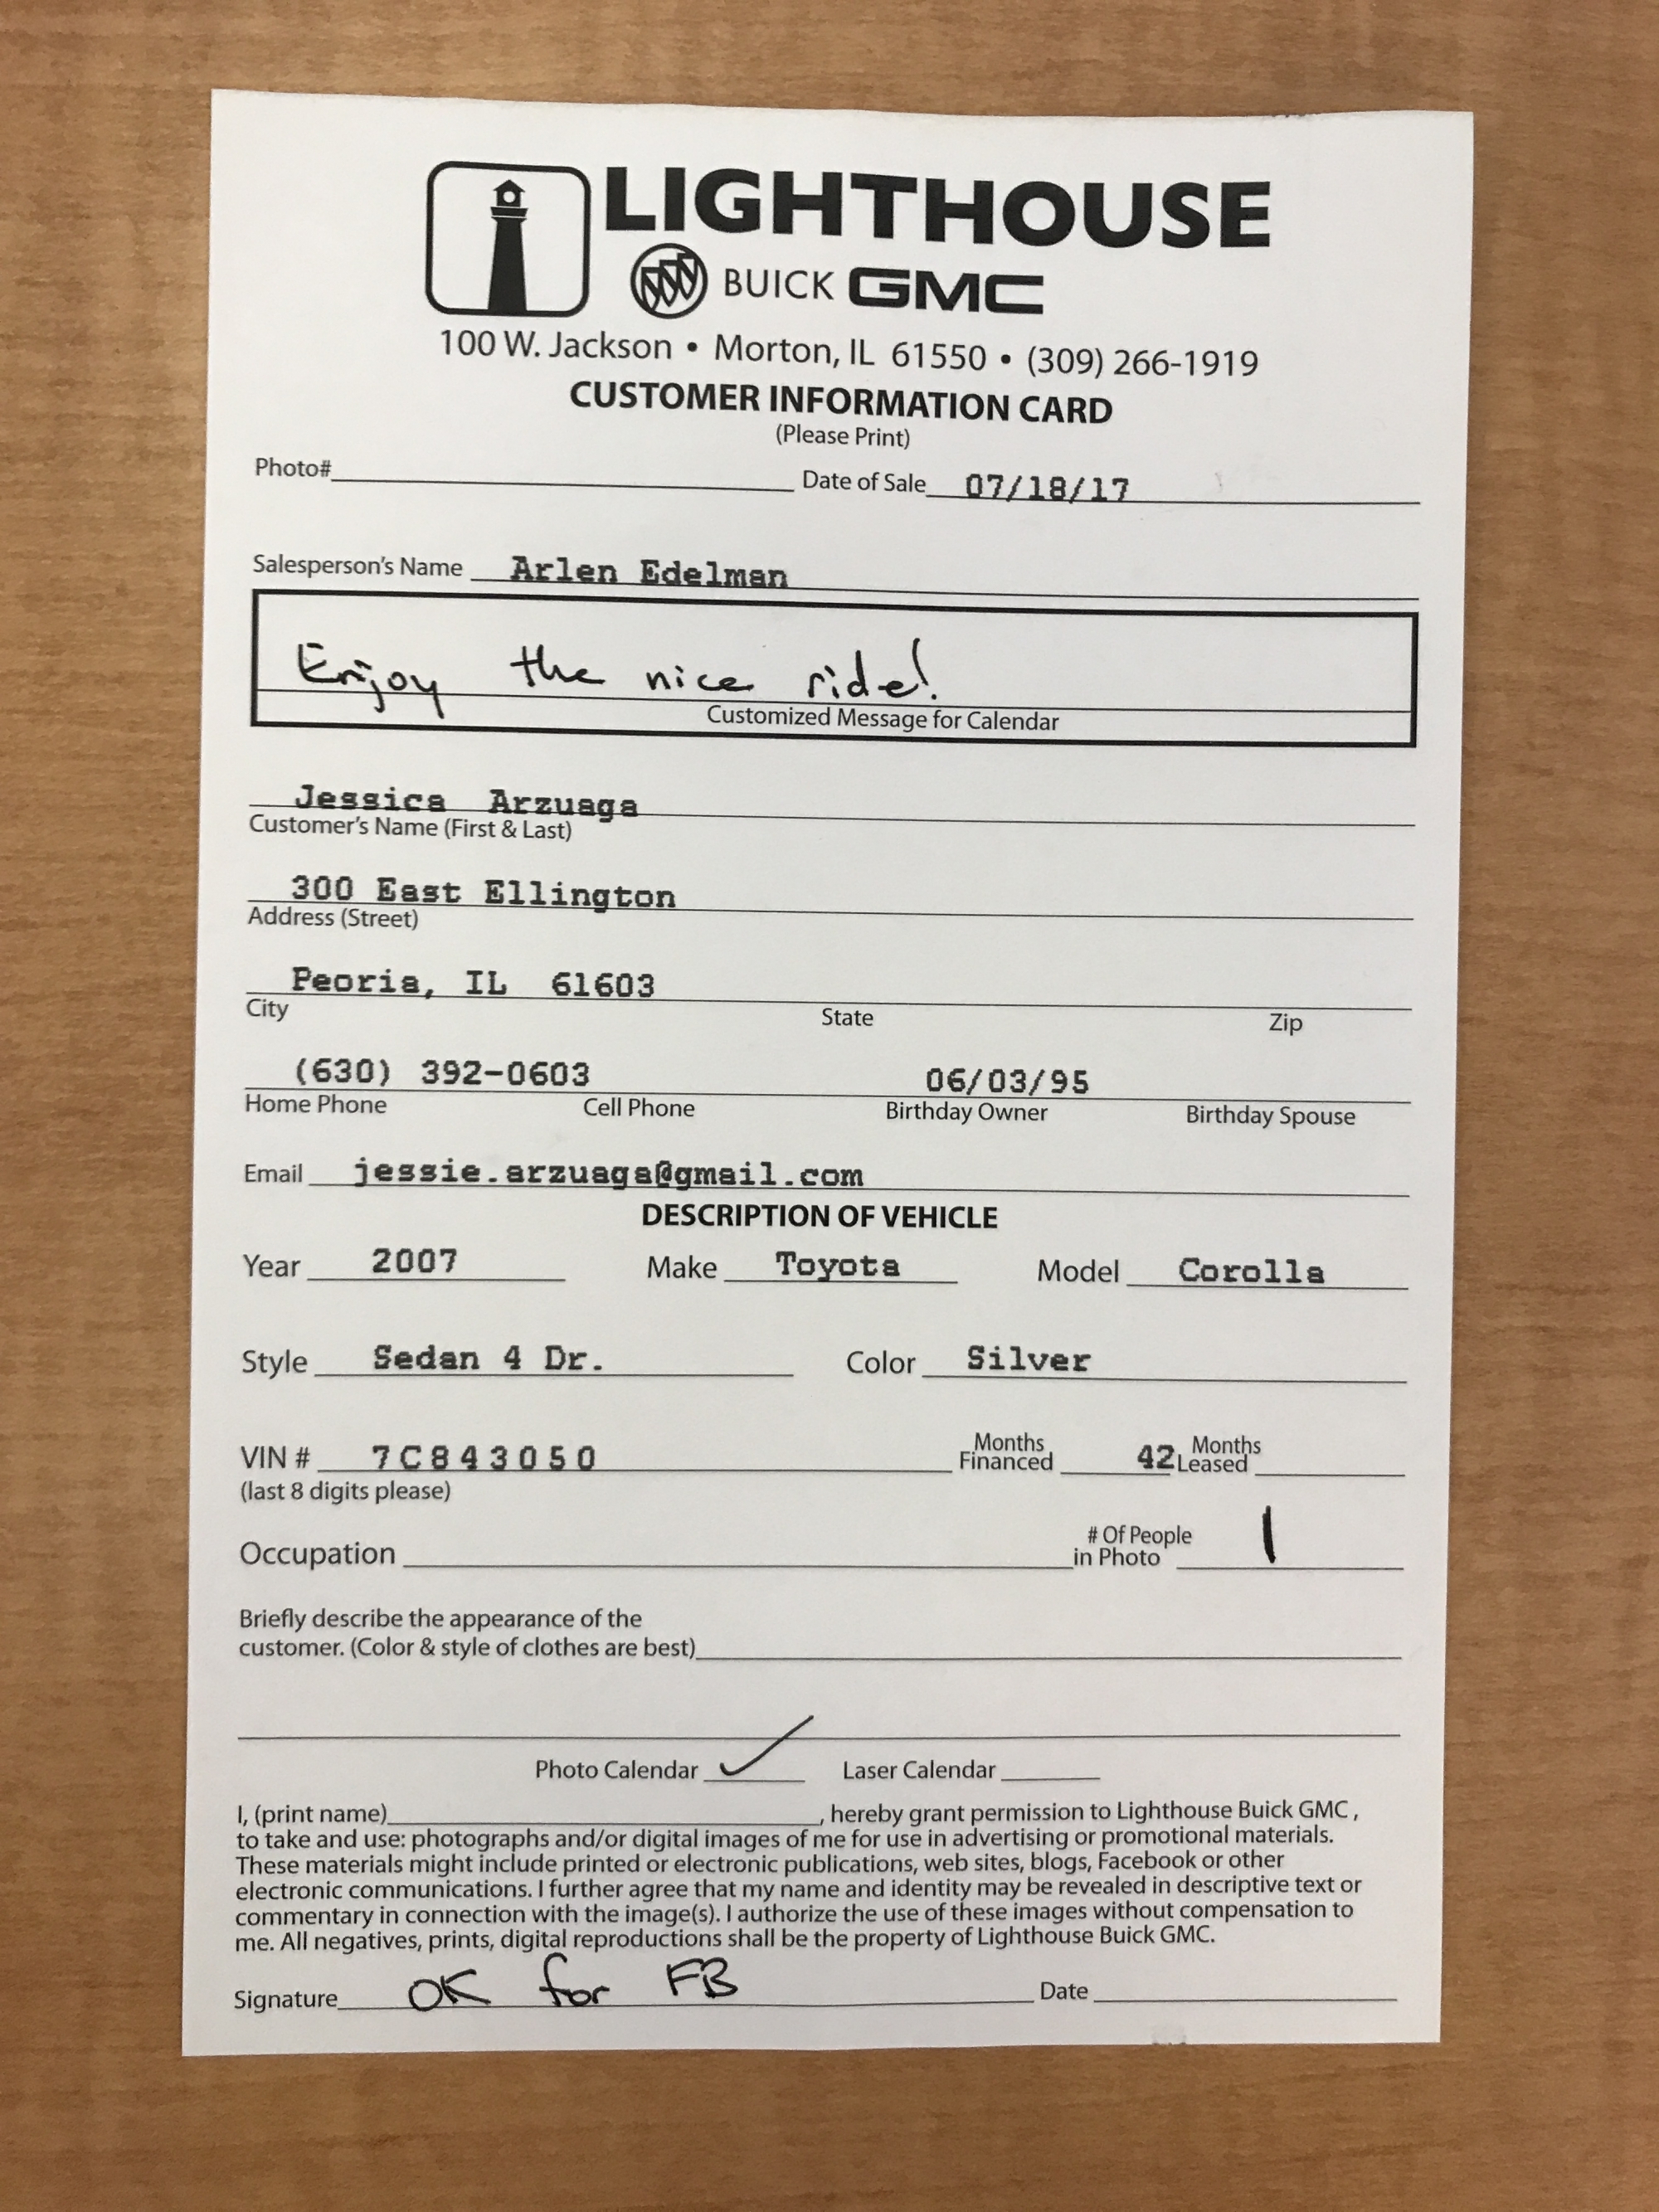 LIGHTHOUSE
BUICK GMC
100 W. Jackson • Morton, IL 61550 • (309) 266-1919
CUSTOMER INFORMATION CARD
(Please Print)
Photo# Date of Sale 07/18/17
Salesperson's Name Arlen Edelman
Enjoy the nice ride!
Customized Message for Calendar
Jessica Arzuaga
Customer's Name (First & Last)
300 East Ellington
Address (Street)
Peoria, IL 61603
City State Zip
(630) 392-0603 06/03/95
Home Phone Cell Phone Birthday Owner Birthday Spouse
Email jessie.arzuaga@gmail.com
DESCRIPTION OF VEHICLE
Year 2007 Make Toyota Model Corolla
Style Sedan 4 Dr. Color Silver
VIN # 7C843050 Months Financed 42 Months Leased
(last 8 digits please)
Occupation # Of People in Photo 1
Briefly describe the appearance of the
customer. (Color & style of clothes are best)
Photo Calendar ✓ Laser Calendar
I, (print name) , hereby grant permission to Lighthouse Buick GMC ,
to take and use: photographs and/or digital images of me for use in advertising or promotional materials.
These materials might include printed or electronic publications, web sites, blogs, Facebook or other
electronic communications. I further agree that my name and identity may be revealed in descriptive text or
commentary in connection with the image(s). I authorize the use of these images without compensation to
me. All negatives, prints, digital reproductions shall be the property of Lighthouse Buick GMC.
Signature OK for FB Date